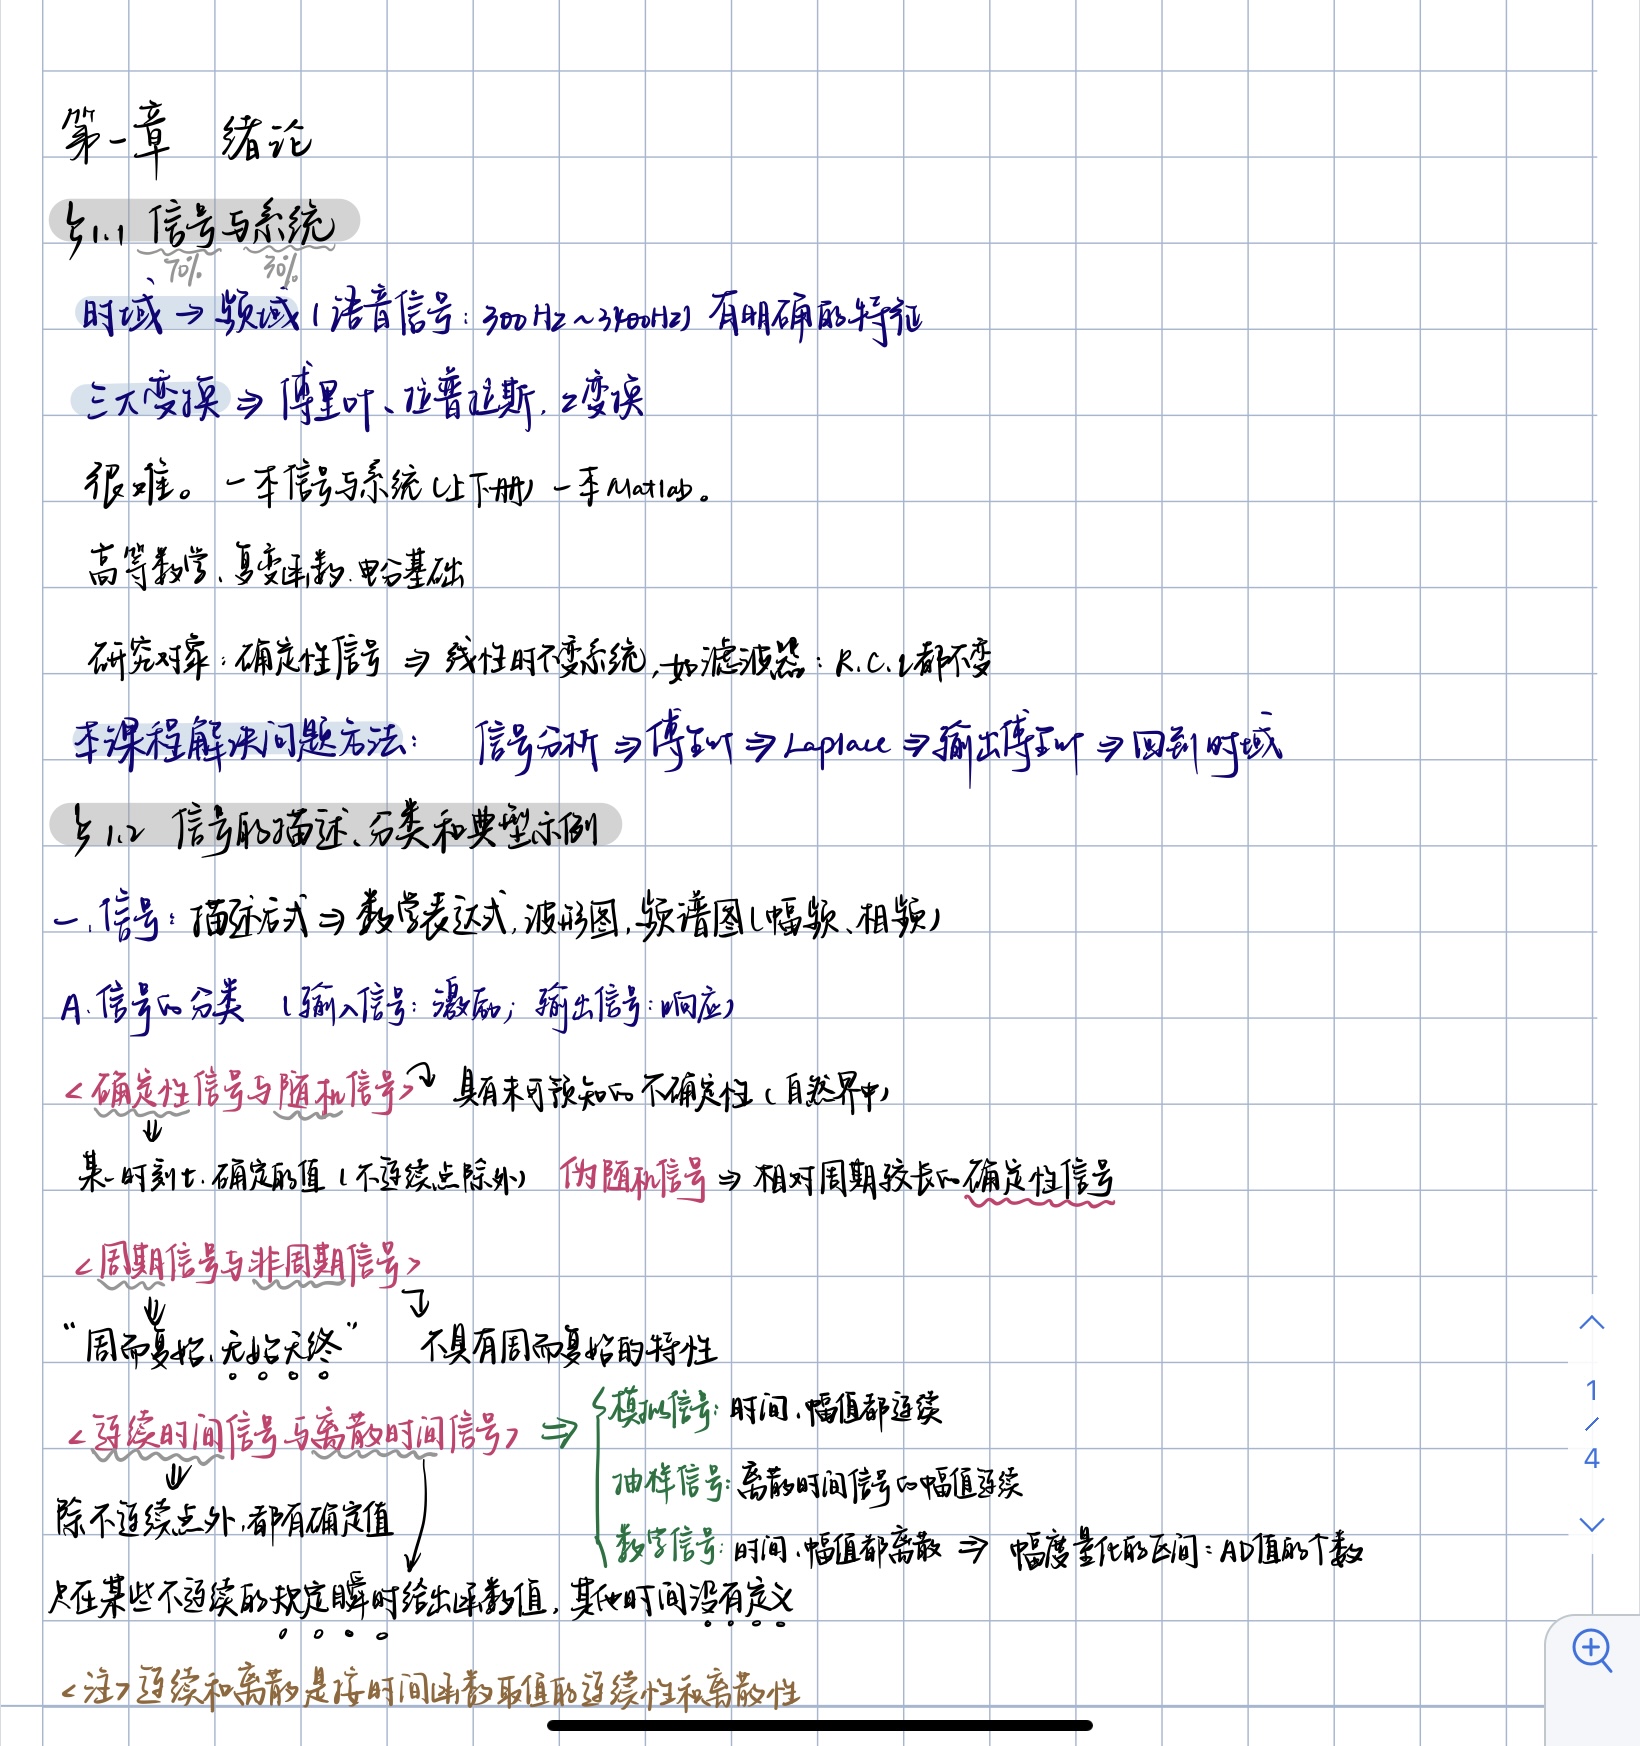 第一章 绪论
§1.1 信号与系统
70% 30%
时域→频域(语音信号:300Hz~3400Hz)有明确的特征
三大变换⇒傅里叶、拉普拉斯、z变换
很难。一本信号与系统(上下册)一本Matlab。
高等数学、复变函数、电分基础
研究对象:确定性信号⇒线性时不变系统,如滤波器:R.C.L都不变
本课程解决问题方法: 信号分析⇒傅里叶⇒Laplace⇒输出傅里叶⇒回到时域
§1.2 信号的描述、分类和典型示例
一.信号:描述方式⇒数学表达式,波形图,频谱图(幅频、相频)
A.信号的分类 (输入信号:激励;输出信号:响应)
<确定性信号与随机信号> 具有未可预知的不确定性(自然界中)
⇓
某一时刻t.确定的值(不连续点除外) 伪随机信号⇒相对周期较长的确定性信号
<周期信号与非周期信号>
⇓
“周而复始、无始无终” 不具有周而复始的特性
<连续时间信号与离散时间信号>⇒
模拟信号:时间、幅值都连续
抽样信号:离散时间信号的幅值连续
数字信号:时间、幅值都离散⇒幅度量化的区间:AD值的个数
除不连续点外,都有确定值
只在某些不连续的规定瞬时给出函数值,其他时间没有定义
<注>连续和离散是按时间函数取值的连续性和离散性
1
/
4